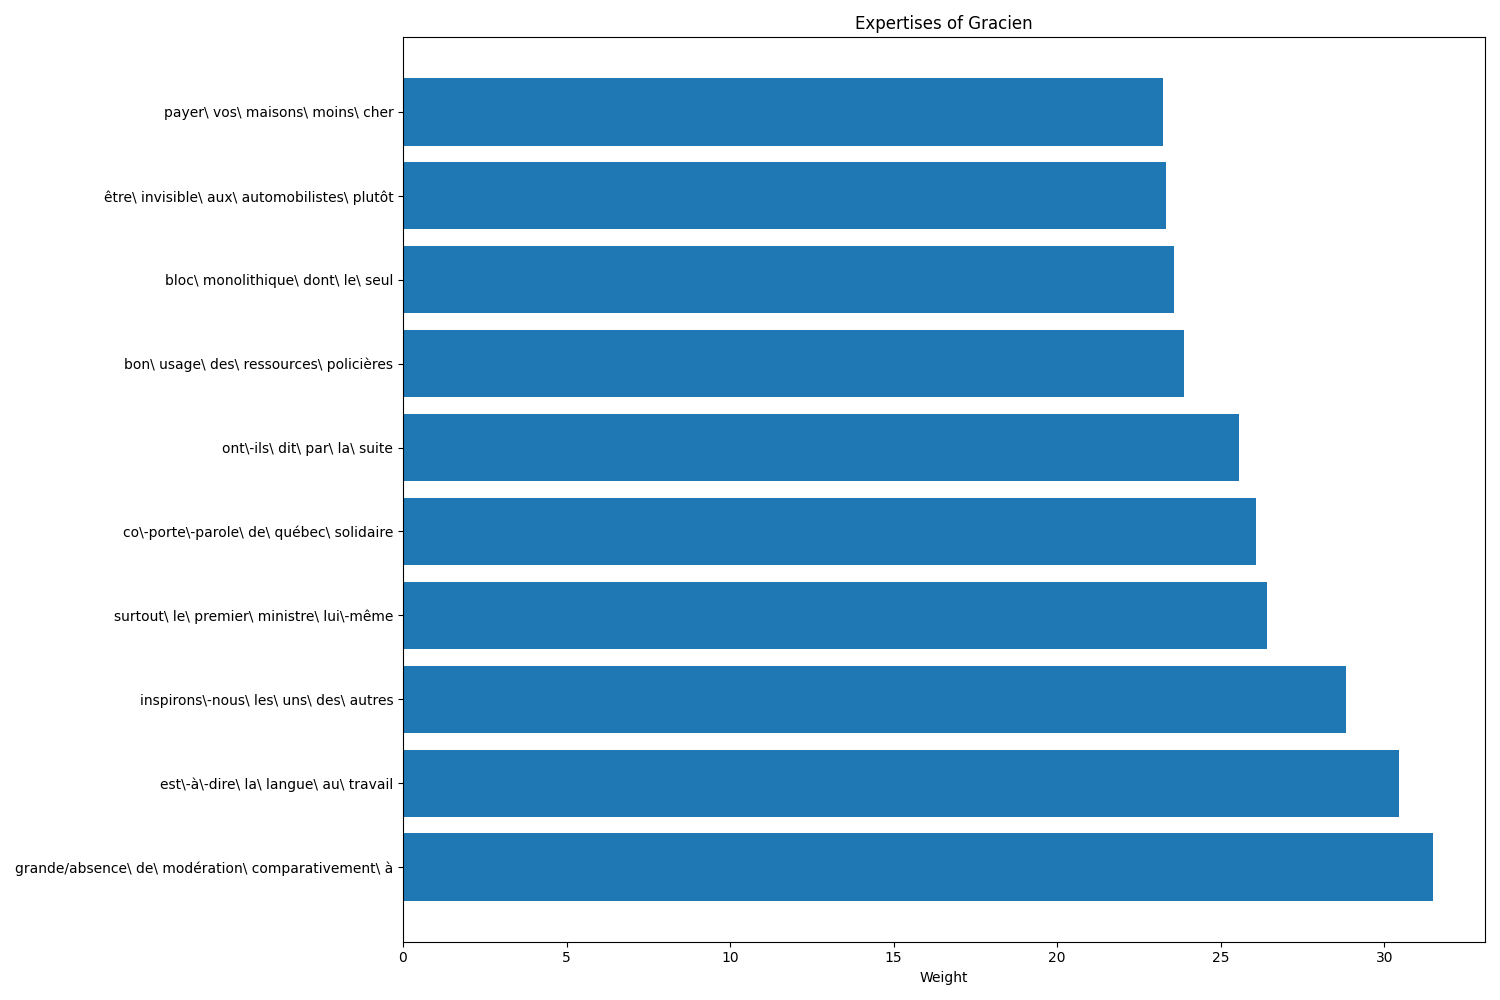 Expertises of Gracien
payer\ vos\ maisons\ moins\ cher
être\ invisible\ aux\ automobilistes\ plutôt
bloc\ monolithique\ dont\ le\ seul
bon\ usage\ des\ ressources\ policières
ont\-ils\ dit\ par\ la\ suite
co\-porte\-parole\ de\ québec\ solidaire
surtout\ le\ premier\ ministre\ lui\-même
inspirons\-nous\ les\ uns\ des\ autres
est\-à\-dire\ la\ langue\ au\ travail
grande/absence\ de\ modération\ comparativement\ à
0 5 10 15 20 25 30
Weight